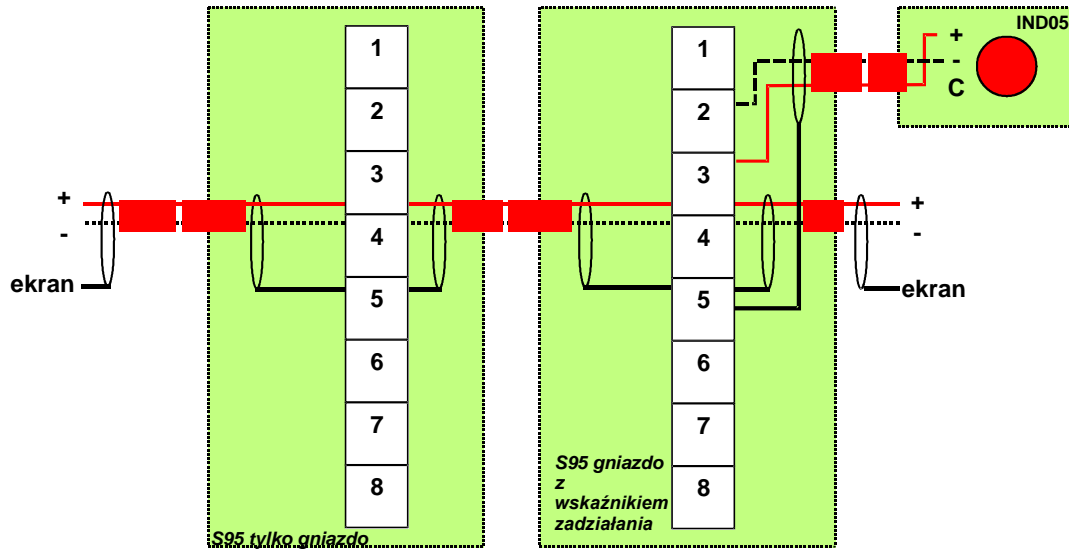 1
2
3
4
5
6
7
8
S95 tylko gniazdo
+
-
ekran
1
2
3
4
5
6
7
8
S95 gniazdo
z
wskaźnikiem
zadziałania
IND05
+
-
C
+
-
ekran